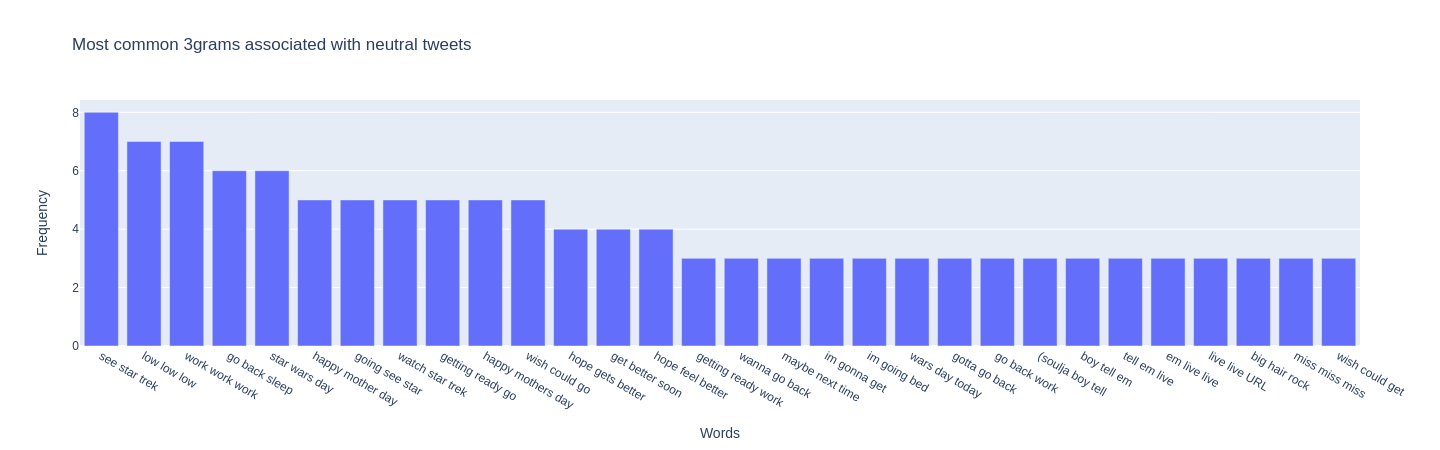 Most common 3grams associated with neutral tweets
8
6
4
2
0
Frequency
see star trek
low low low
work work work
go back sleep
star wars day
happy mother day
going see star
watch star trek
getting ready go
happy mothers day
wish could go
hope gets better
get better soon
hope feel better
getting ready work
wanna go back
maybe next time
im gonna get
im going bed
wars day today
gotta go back
go back work
(soulja boy tell
boy tell em
tell em live
em live live
live live URL
big hair rock
miss miss miss
wish could get
Words